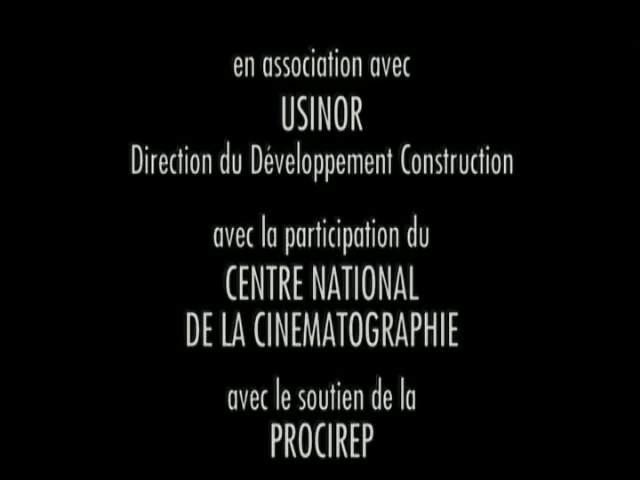 en association avec
USINOR
Direction du Développement Construction
avec la participation du
CENTRE NATIONAL
DE LA CINEMATOGRAPHIE
avec le soutien de la
PROCIREP